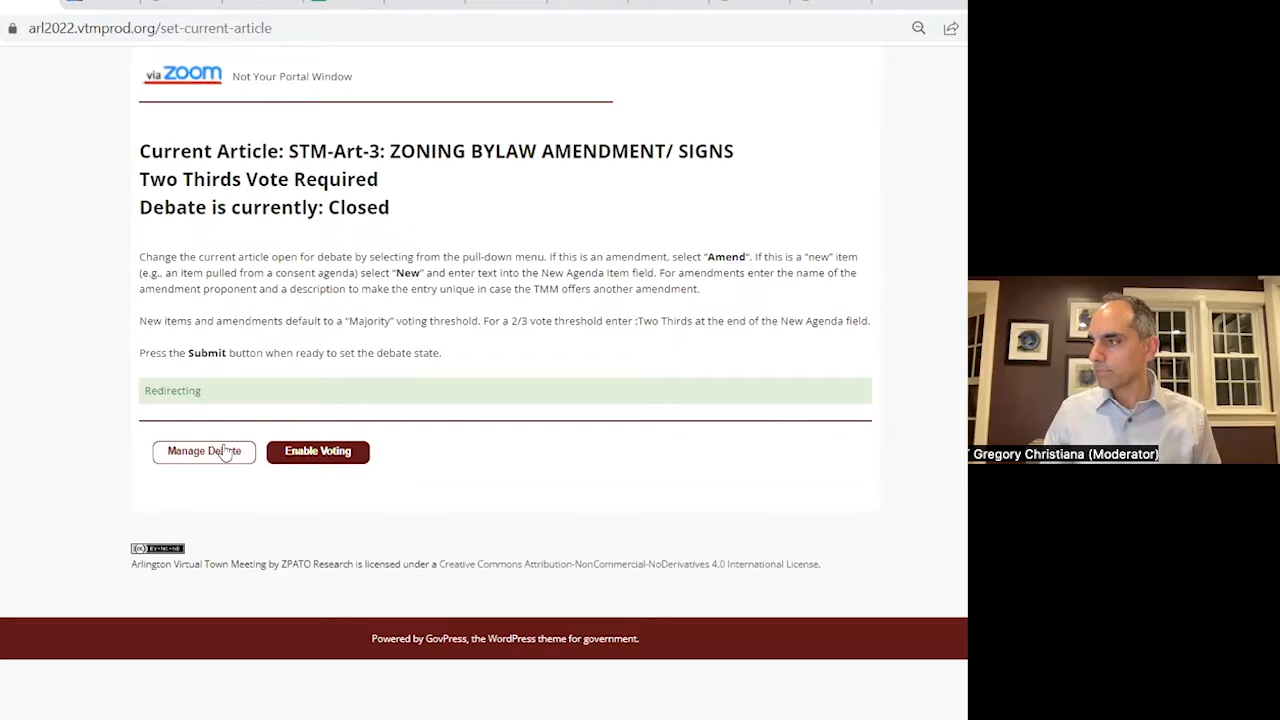 arl2022.vtmprod.org/set-current-article
via zoom Not Your Portal Window
Current Article: STM-Art-3: ZONING BYLAW AMENDMENT/ SIGNS
Two Thirds Vote Required
Debate is currently: Closed
Change the current article open for debate by selecting from the pull-down menu. If this is an amendment, select “Amend“. If this is a “new” item
(e.g., an item pulled from a consent agenda) select “New” and enter text into the New Agenda Item field. For amendments enter the name of the
amendment proponent and a description to make the entry unique in case the TMM offers another amendment.
New items and amendments default to a “Majority” voting threshold. For a 2/3 vote threshold enter :Two Thirds at the end of the New Agenda field.
Press the Submit button when ready to set the debate state.
Redirecting
Manage Debate Enable Voting
Gregory Christiana (Moderator)
(cc) BY-NC-ND
Arlington Virtual Town Meeting by ZPATO Research is licensed under a Creative Commons Attribution-NonCommercial-NoDerivatives 4.0 International License.
Powered by GovPress, the WordPress theme for government.